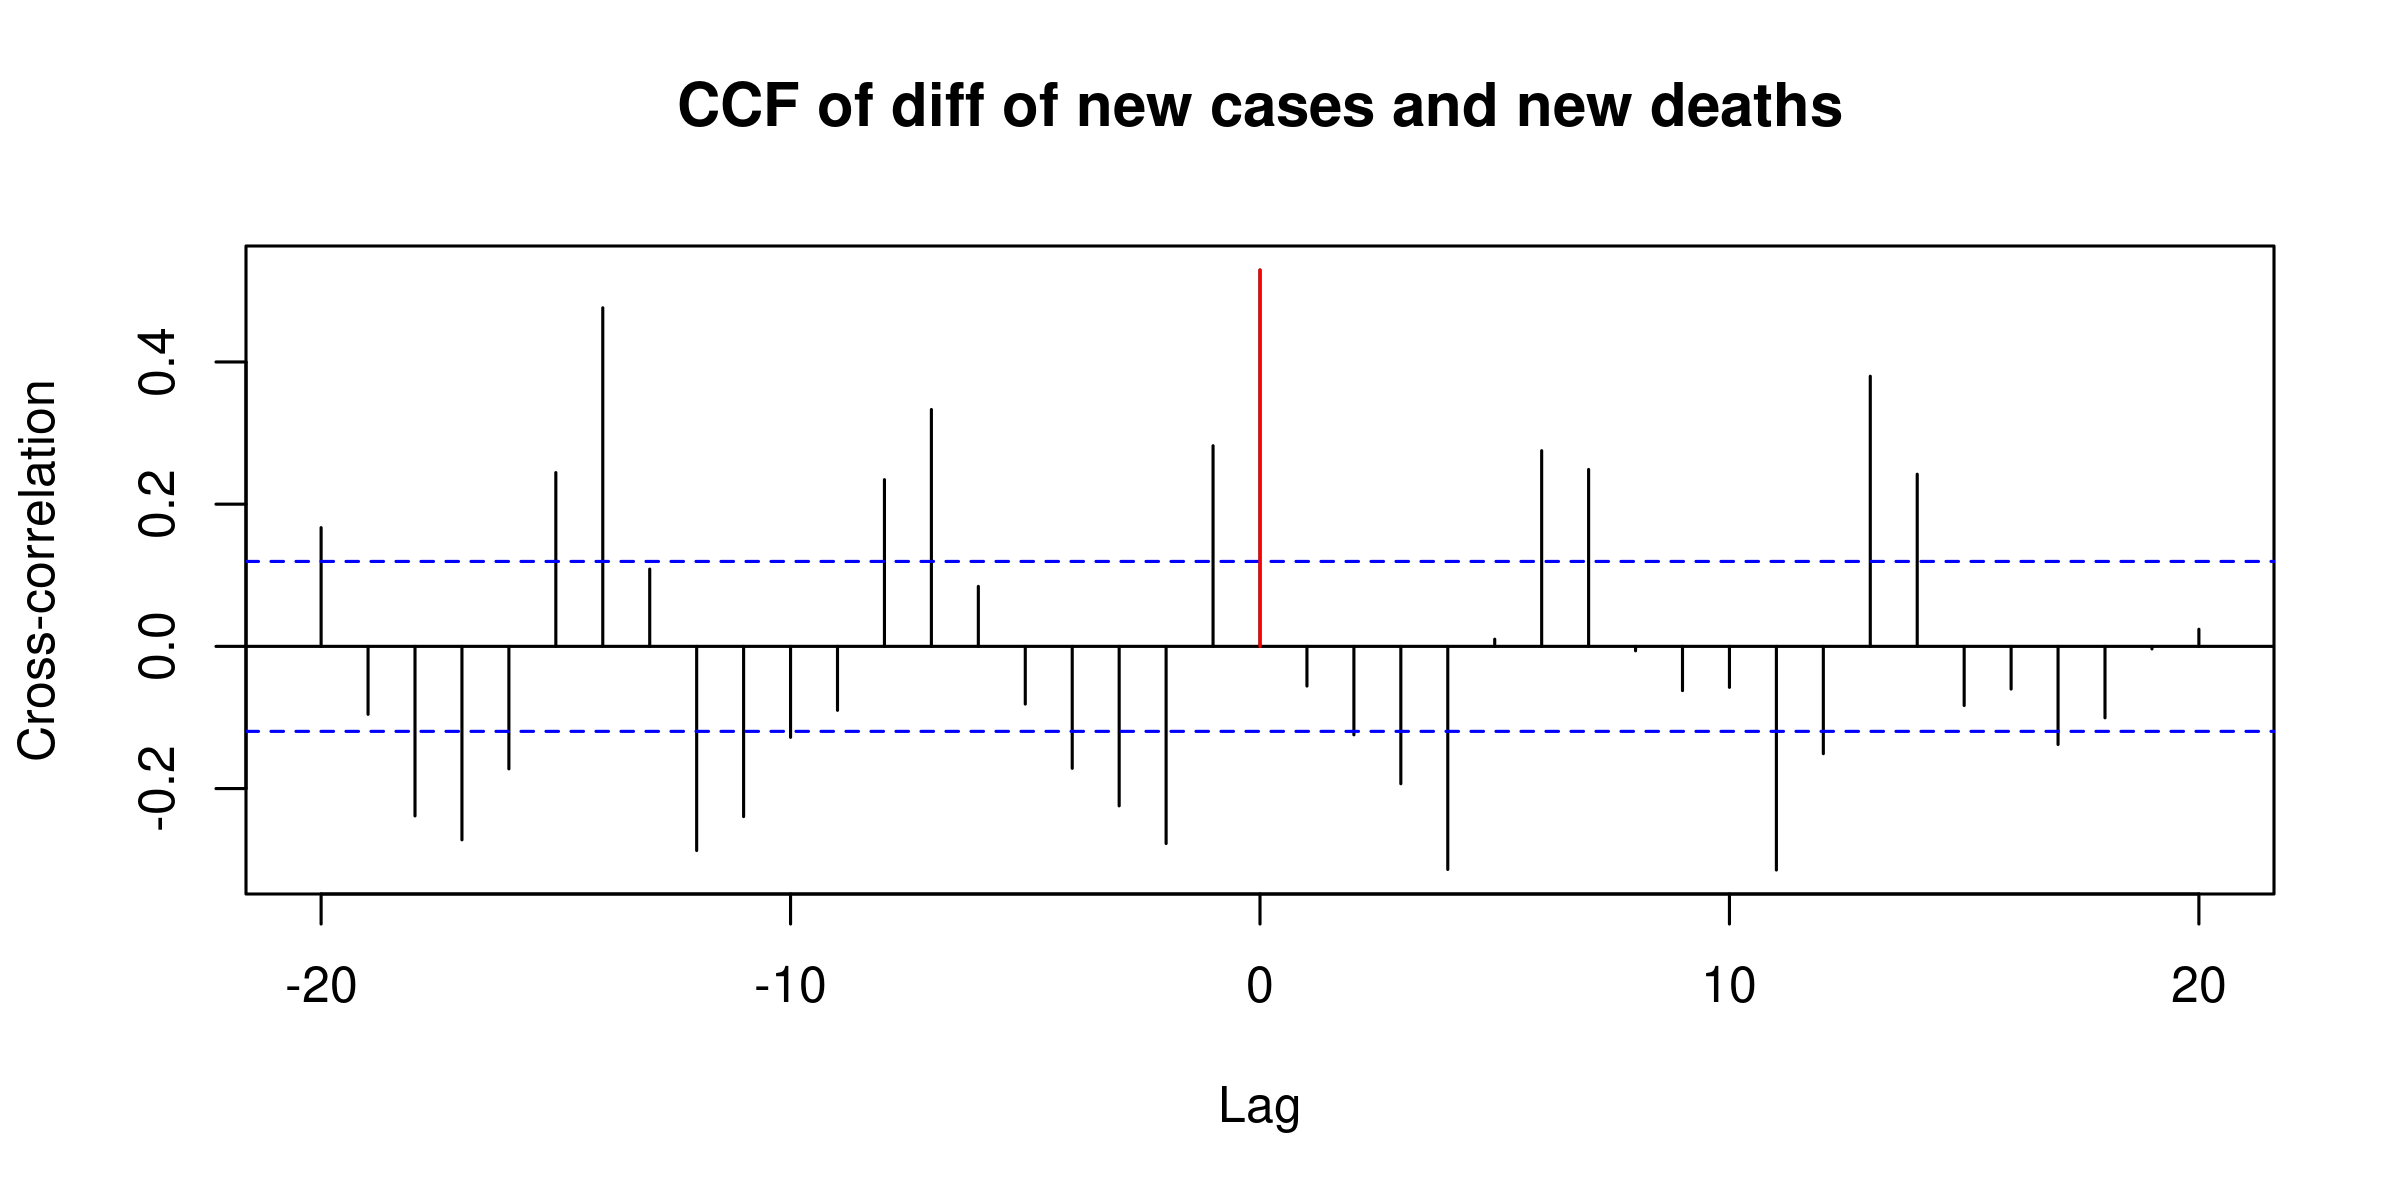 CCF of diff of new cases and new deaths
Cross-correlation
0.4
0.2
0.0
-0.2
-20 -10 0 10 20
Lag